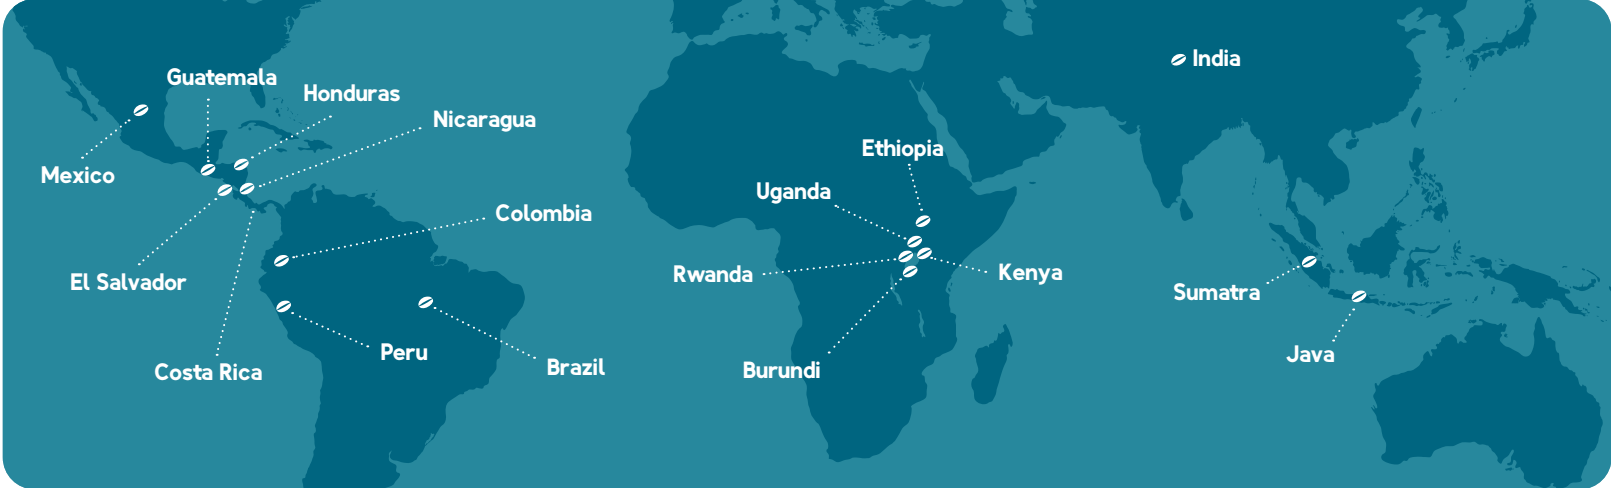 Guatemala
Honduras
Nicaragua
Mexico
Colombia
El Salvador
Peru
Costa Rica
Brazil
Ethiopia
Uganda
Rwanda
Kenya
Burundi
India
Sumatra
Java